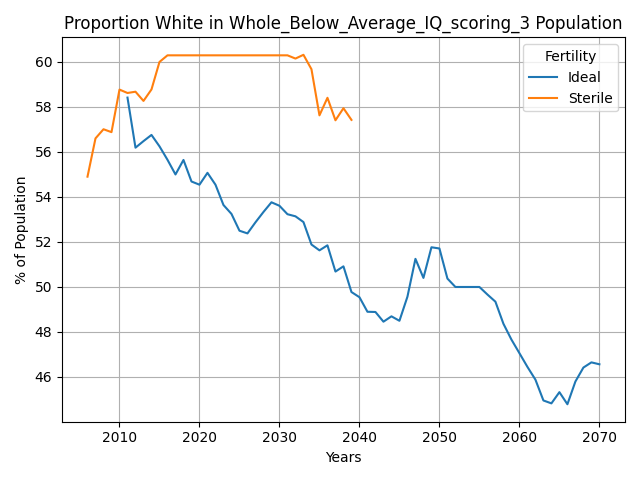 Proportion White in Whole_Below_Average_IQ_scoring_3 Population
Fertility
Ideal
Sterile
% of Population
60
58
56
54
52
50
48
46
2010 2020 2030 2040 2050 2060 2070
Years